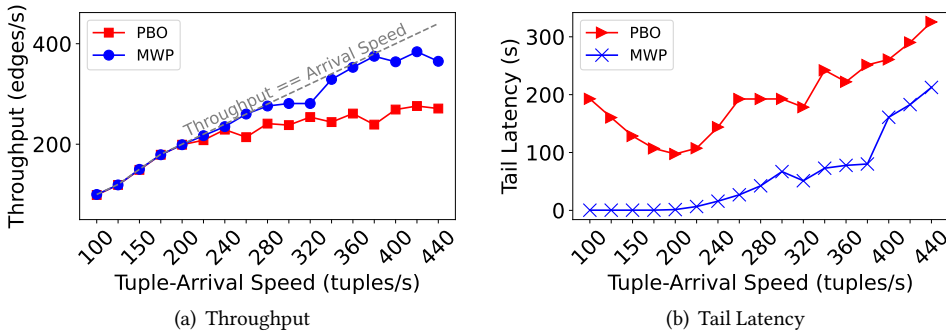 Throughput (edges/s)
400
200
PBO
MWP
Throughput == Arrival Speed
100
150
200
240
280
320
360
400
440
Tuple-Arrival Speed (tuples/s)
(a) Throughput
Tail Latency (s)
300
200
100
0
PBO
MWP
100
150
200
240
280
320
360
400
440
Tuple-Arrival Speed (tuples/s)
(b) Tail Latency